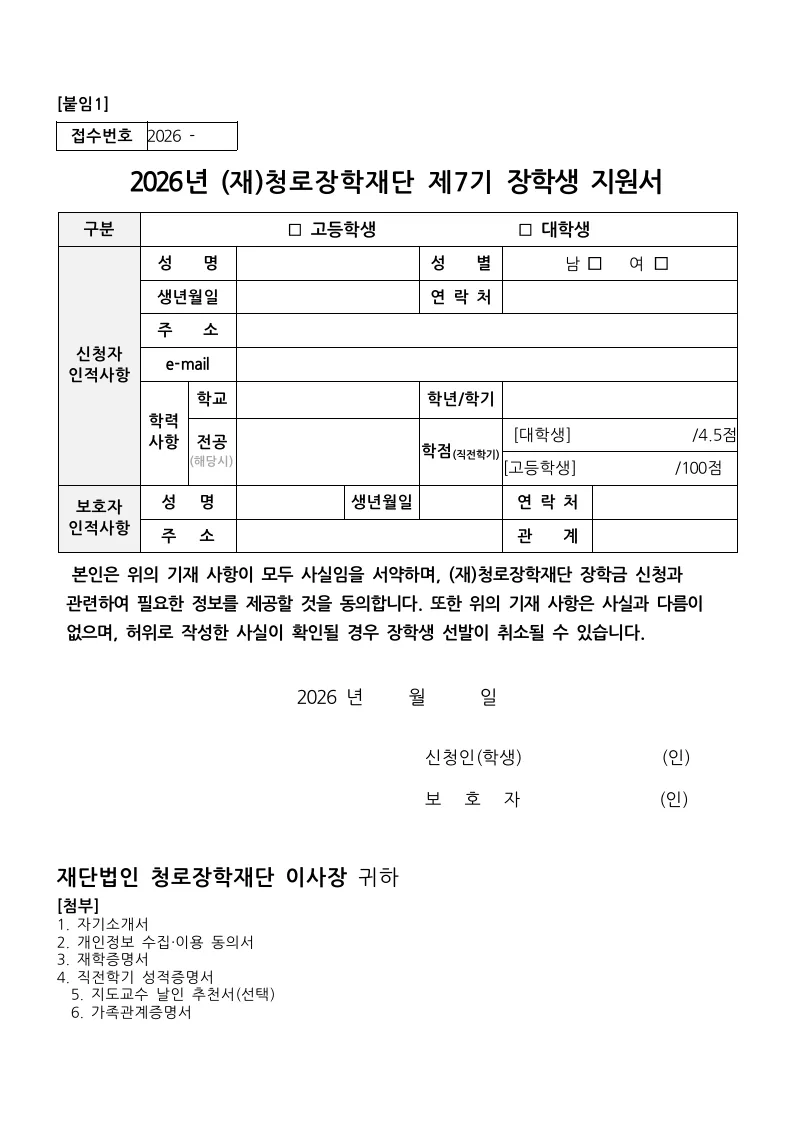 [붙임1]
접수번호 2026 -
2026년 (재)청로장학재단 제7기 장학생 지원서
구분 □ 고등학생 □ 대학생
신청자
인적사항
성 명 성 별 남 □ 여 □
생년월일 연 락 처
주 소
e-mail
학력
사항
학교 학년/학기
전공
(해당시)
학점(직전학기)
[대학생] /4.5점
[고등학생] /100점
보호자
인적사항
성 명 생년월일 연 락 처
주 소 관 계
본인은 위의 기재 사항이 모두 사실임을 서약하며, (재)청로장학재단 장학금 신청과
관련하여 필요한 정보를 제공할 것을 동의합니다. 또한 위의 기재 사항은 사실과 다름이
없으며, 허위로 작성한 사실이 확인될 경우 장학생 선발이 취소될 수 있습니다.
2026 년 월 일
신청인(학생) (인)
보 호 자 (인)
재단법인 청로장학재단 이사장 귀하
[첨부]
1. 자기소개서
2. 개인정보 수집·이용 동의서
3. 재학증명서
4. 직전학기 성적증명서
5. 지도교수 날인 추천서(선택)
6. 가족관계증명서